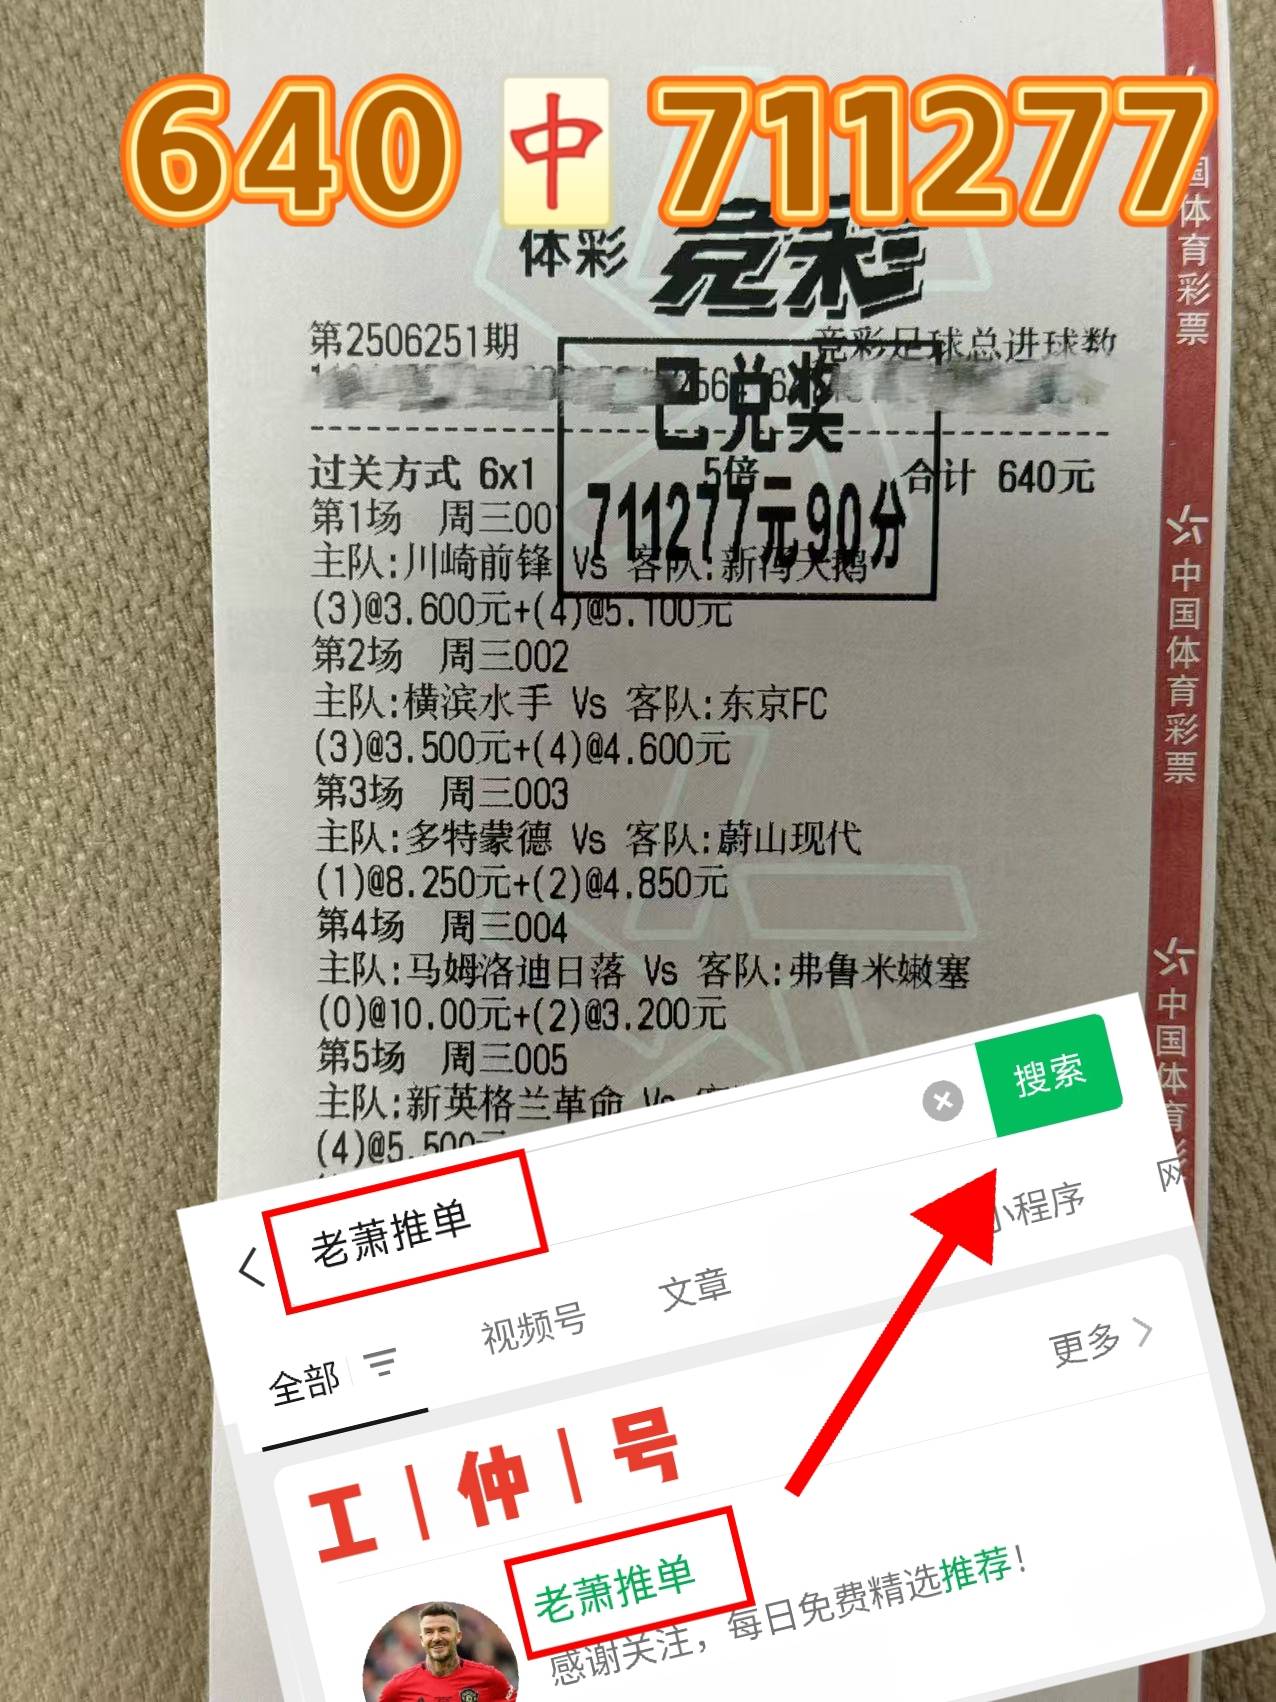 640 中 711277
体彩 竞彩
第2506251期 竞彩足球总进球数
已兑奖
过关方式 6x1 5倍 合计 640元
711277元90分
第1场 周三00
主队:川崎前锋 Vs 客队:新泻天鹅
(3)@3.600元+(4)@5.100元
第2场 周三002
主队:横滨水手 Vs 客队:东京FC
(3)@3.500元+(4)@4.600元
第3场 周三003
主队:多特蒙德 Vs 客队:蔚山现代
(1)@8.250元+(2)@4.850元
第4场 周三004
主队:马姆洛迪日落 Vs 客队:弗鲁米嫩塞
(0)@10.00元+(2)@3.200元
第5场 周三005
主队:新英格兰革命 Vs
(4)@5.500元
国体育彩票
中国体育彩票
中国体育彩
搜索
老萧推单
全部 视频号 文章 小程序 网
更多
工|仲|号
老萧推单
感谢关注，每日免费精选推荐！